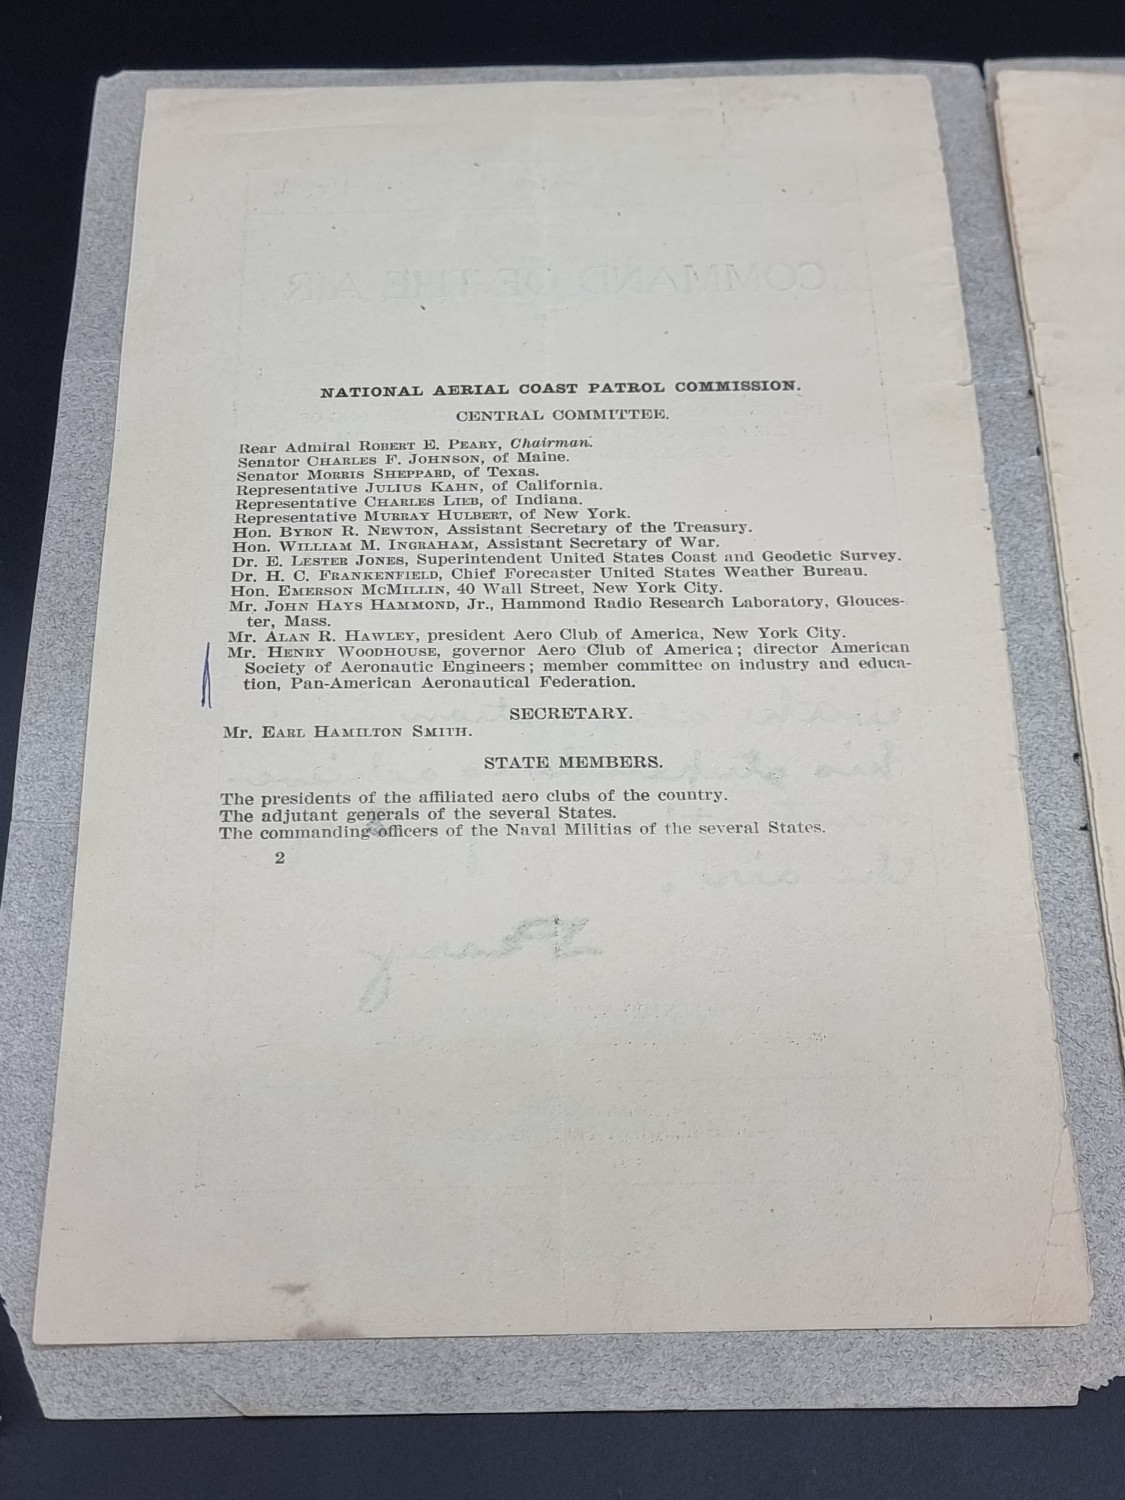 COMMAND OF THE AIR
NATIONAL AERIAL COAST PATROL COMMISSION.
CENTRAL COMMITTEE.
Rear Admiral ROBERT E. PEARY, Chairman.
Senator CHARLES F. JOHNSON, of Maine.
Senator MORRIS SHEPPARD, of Texas.
Representative JULIUS KAHN, of California.
Representative CHARLES LIEB, of Indiana.
Representative MURRAY HULBERT, of New York.
Hon. BYRON R. NEWTON, Assistant Secretary of the Treasury.
Hon. WILLIAM M. INGRAHAM, Assistant Secretary of War.
Dr. E. LESTER JONES, Superintendent United States Coast and Geodetic Survey.
Dr. H. C. FRANKENFIELD, Chief Forecaster United States Weather Bureau.
Hon. EMERSON MCMILLIN, 40 Wall Street, New York City.
Mr. JOHN HAYS HAMMOND, Jr., Hammond Radio Research Laboratory, Glouces-
ter, Mass.
Mr. ALAN R. HAWLEY, president Aero Club of America, New York City.
Mr. HENRY WOODHOUSE, governor Aero Club of America; director American
Society of Aeronautic Engineers; member committee on industry and educa-
tion, Pan-American Aeronautical Federation.
SECRETARY.
Mr. EARL HAMILTON SMITH.
STATE MEMBERS.
The presidents of the affiliated aero clubs of the country.
The adjutant generals of the several States.
The commanding officers of the Naval Militias of the several States.
2
the air.
Peary